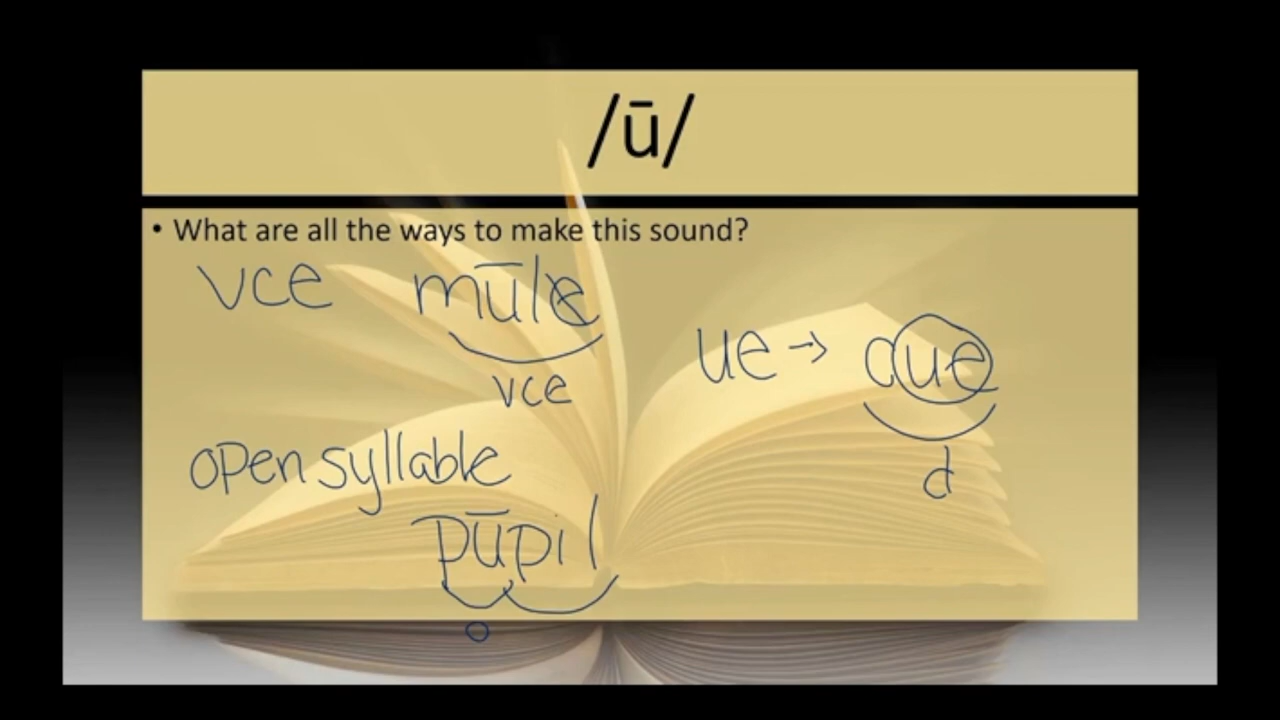 /ū/
• What are all the ways to make this sound?
vce mūle
vce
ue → cue
d
open syllable
pūpil
o